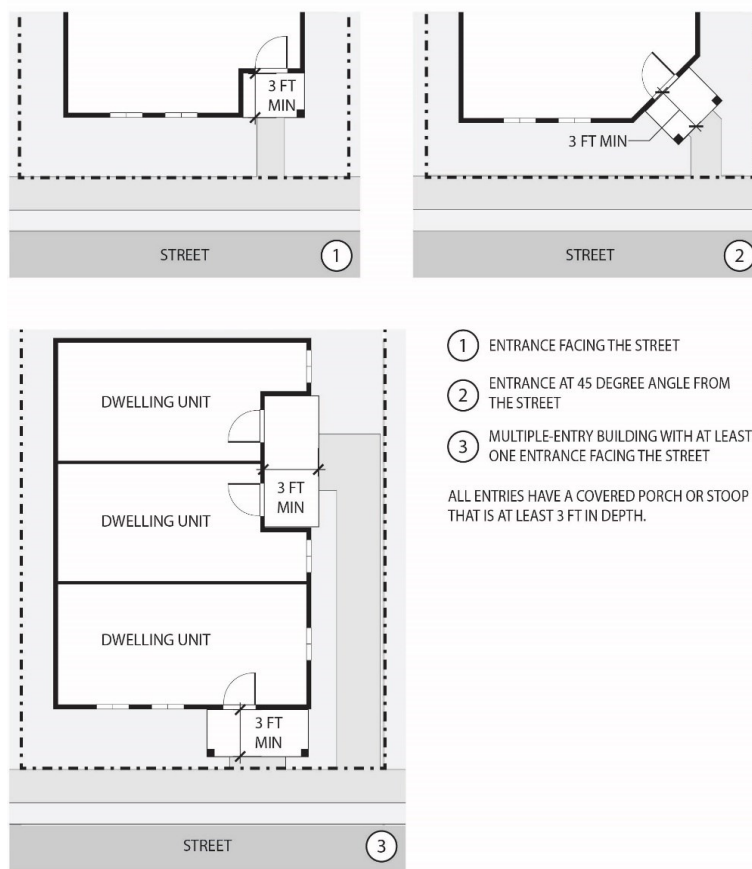 3 FT
MIN
STREET
1
3 FT MIN
STREET
2
DWELLING UNIT
DWELLING UNIT
3 FT
MIN
DWELLING UNIT
3 FT
MIN
STREET
3
1 ENTRANCE FACING THE STREET
2 ENTRANCE AT 45 DEGREE ANGLE FROM
THE STREET
3 MULTIPLE-ENTRY BUILDING WITH AT LEAST
ONE ENTRANCE FACING THE STREET
ALL ENTRIES HAVE A COVERED PORCH OR STOOP
THAT IS AT LEAST 3 FT IN DEPTH.